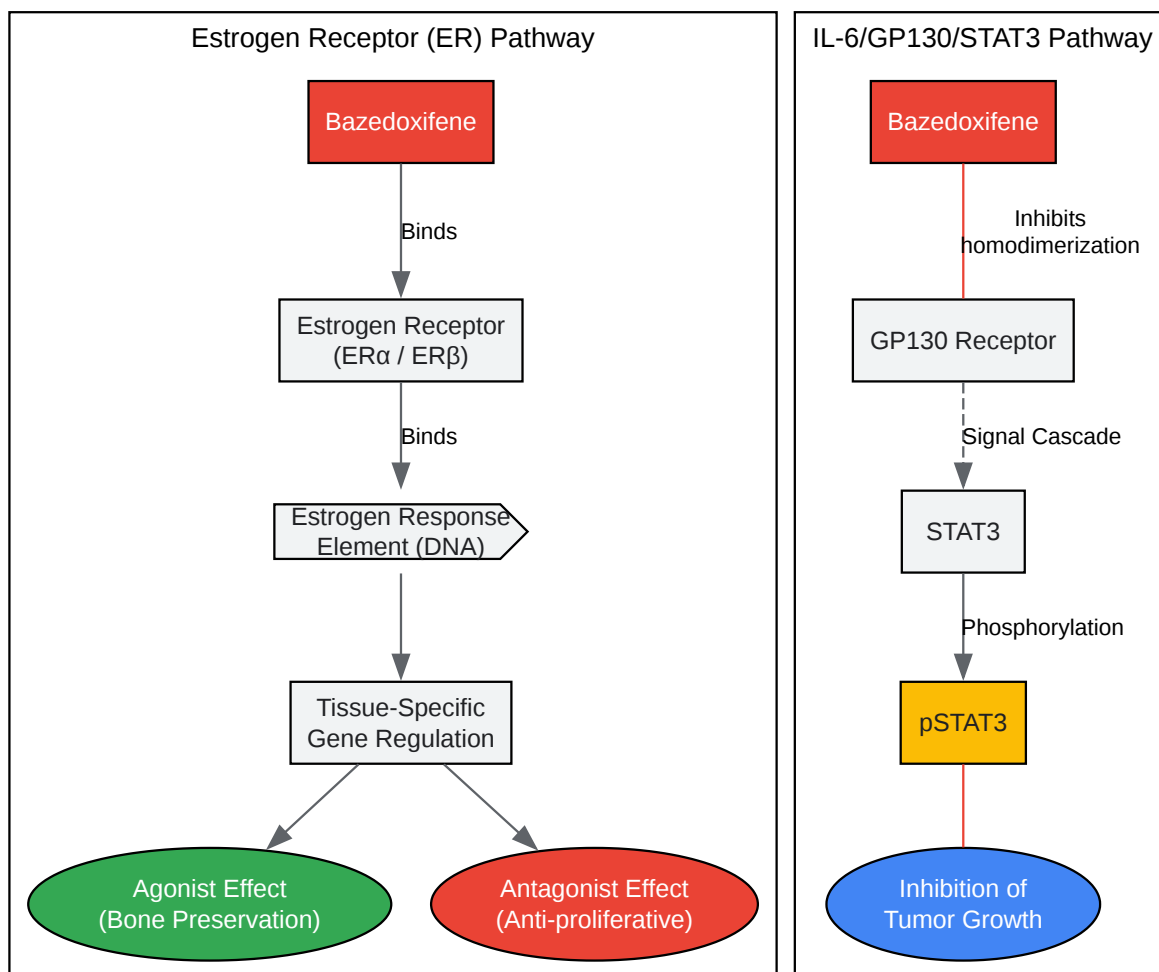 Estrogen Receptor (ER) Pathway
Bazedoxifene
Binds
Estrogen Receptor
(ERα / ERβ)
Binds
Estrogen Response
Element (DNA)
Tissue-Specific
Gene Regulation
Agonist Effect
(Bone Preservation)
Antagonist Effect
(Anti-proliferative)
IL-6/GP130/STAT3 Pathway
Bazedoxifene
Inhibits
homodimerization
GP130 Receptor
Signal Cascade
STAT3
Phosphorylation
pSTAT3
Inhibition of
Tumor Growth